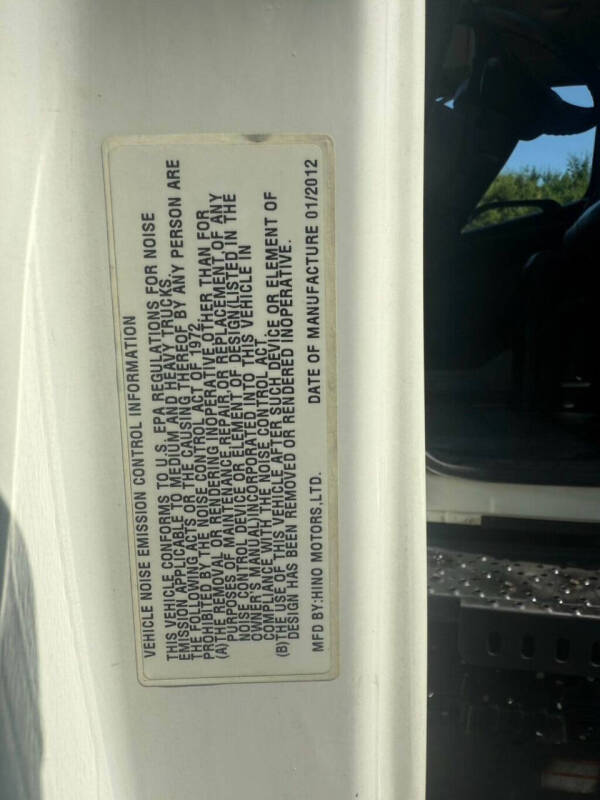 VEHICLE NOISE EMISSION CONTROL INFORMATION
THIS VEHICLE CONFORMS TO U.S. EPA REGULATIONS FOR NOISE
EMISSION APPLICABLE TO MEDIUM AND HEAVY TRUCKS.
THE FOLLOWING ACTS OR THE CAUSING THEREOF BY ANY PERSON ARE
PROHIBITED BY THE NOISE CONTROL ACT OF 1972.
(A) THE REMOVAL OR RENDERING INOPERATIVE OTHER THAN FOR
PURPOSES OF MAINTENANCE REPAIR,OR REPLACEMENT OF ANY
NOISE CONTROL DEVICE OR ELEMENT OF DESIGN(LISTED IN THE
OWNER'S MANUAL)INCORPORATED INTO THIS VEHICLE IN
COMPLIANCE WITH THE NOISE CONTROL ACT.
(B) THE USE OF THIS VEHICLE AFTER SUCH DEVICE OR ELEMENT OF
DESIGN HAS BEEN REMOVED OR RENDERED INOPERATIVE.
MFD BY:HINO MOTORS,LTD. DATE OF MANUFACTURE 01/2012